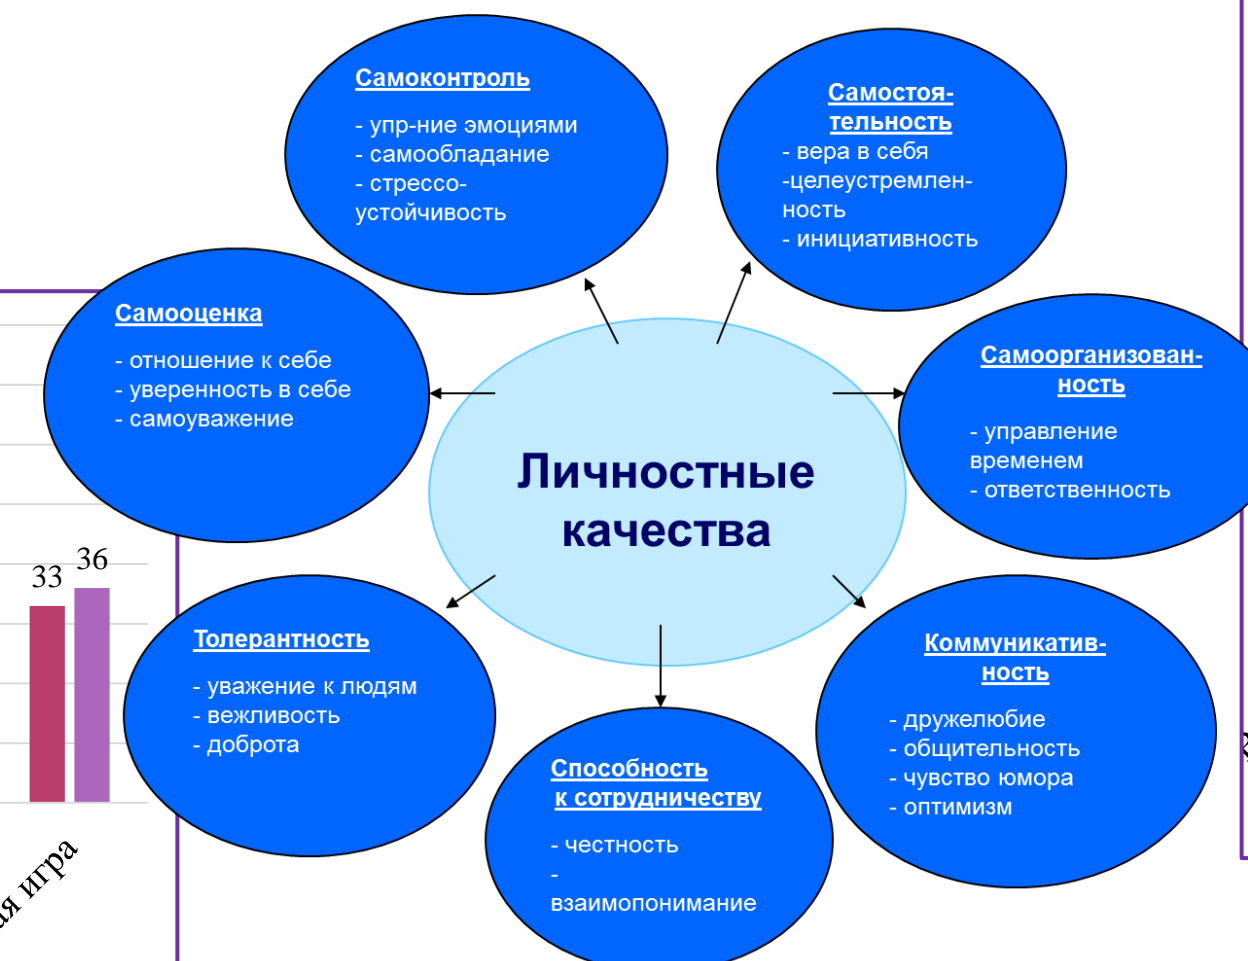 Самоконтроль
- упр-ние эмоциями
- самообладание
- стрессо-
устойчивость
Самостоя-
тельность
- вера в себя
-целеустремлен-
ность
- инициативность
Самооценка
- отношение к себе
- уверенность в себе
- самоуважение
Самоорганизован-
ность
- управление
временем
- ответственность
Личностные
качества
33
36
Толерантность
- уважение к людям
- вежливость
- доброта
Коммуникатив-
ность
- дружелюбие
- общительность
- чувство юмора
- оптимизм
Способность
к сотрудничеству
- честность
-
взаимопонимание
игра